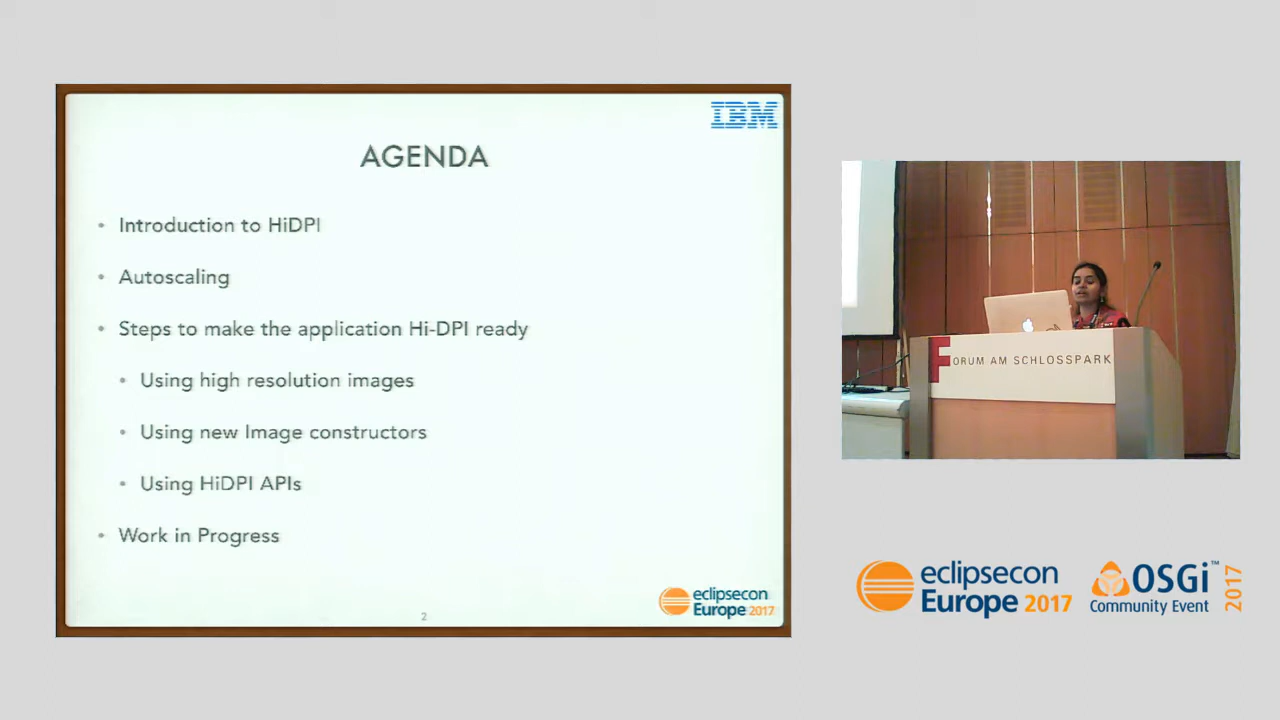 IBM
AGENDA
• Introduction to HiDPI
• Autoscaling
• Steps to make the application Hi-DPI ready
• Using high resolution images
• Using new Image constructors
• Using HiDPI APIs
• Work in Progress
eclipsecon
Europe 2017
2
FORUM AM SCHLOSSPARK
eclipsecon
Europe 2017
OSGi™
Community Event
2017